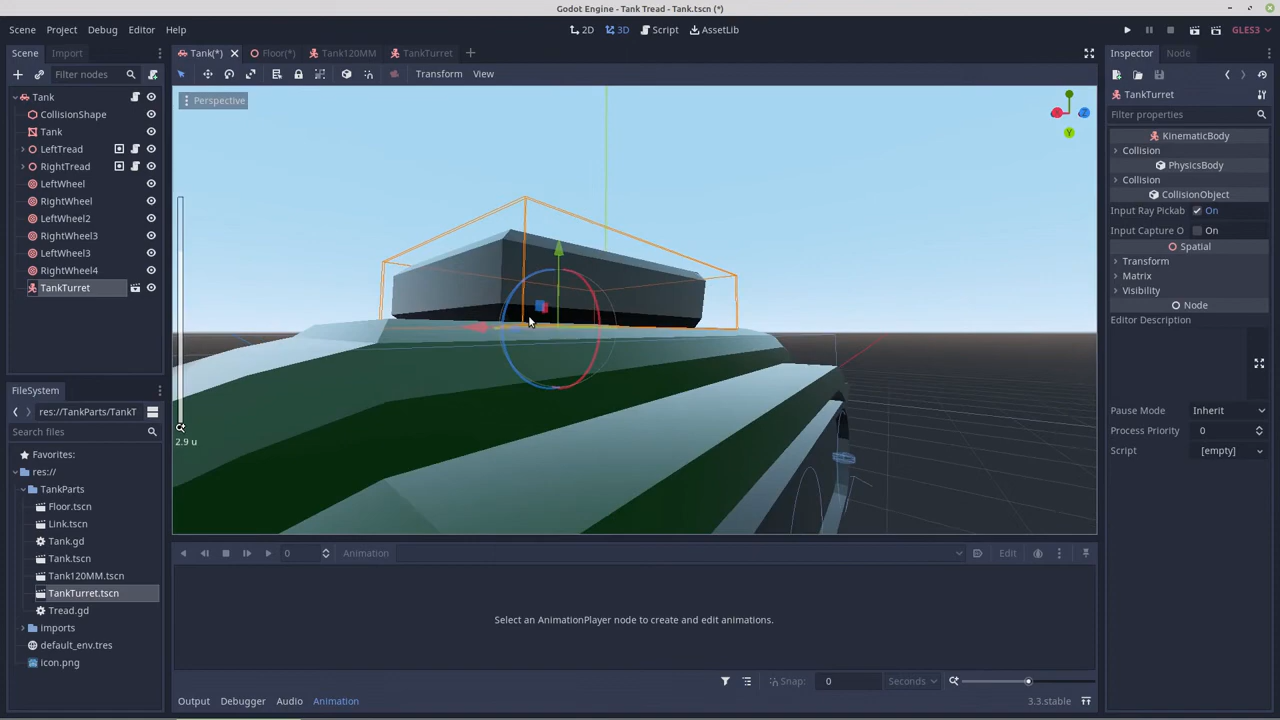 Godot Engine - Tank Tread - Tank.tscn (*)
Scene Project Debug Editor Help
2D 3D Script AssetLib
GLES3
Scene Import
Tank(*) Floor(*) Tank120MM TankTurret
Inspector Node
Filter nodes
Transform View
TankTurret
Perspective
Filter properties
Tank
CollisionShape
Tank
LeftTread
RightTread
LeftWheel
RightWheel
LeftWheel2
RightWheel3
LeftWheel3
RightWheel4
TankTurret
KinematicBody
Collision
PhysicsBody
Collision
CollisionObject
Input Ray Pickab On
Input Capture O On
Spatial
Transform
Matrix
Visibility
Node
Editor Description
Pause Mode Inherit
Process Priority 0
Script [empty]
2.9 u
FileSystem
res://TankParts/TankT
Search files
Favorites:
res://
TankParts
Floor.tscn
Link.tscn
Tank.gd
Tank.tscn
Tank120MM.tscn
TankTurret.tscn
Tread.gd
imports
default_env.tres
icon.png
0 Animation Edit
Select an AnimationPlayer node to create and edit animations.
Snap: 0 Seconds
Output Debugger Audio Animation
3.3.stable